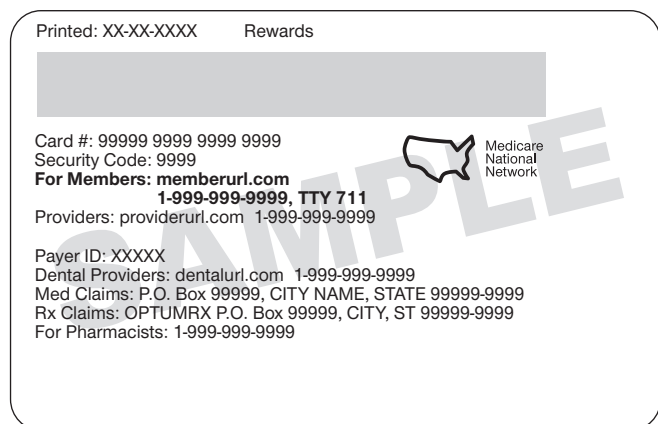 Printed: XX-XX-XXXX Rewards
Card #: 99999 9999 9999 9999
Security Code: 9999
For Members: memberurl.com
1-999-999-9999, TTY 711
Providers: providerurl.com 1-999-999-9999
Medicare
National
Network
Payer ID: XXXXX
Dental Providers: dentalurl.com 1-999-999-9999
Med Claims: P.O. Box 99999, CITY NAME, STATE 99999-9999
Rx Claims: OPTUMRX P.O. Box 99999, CITY, ST 99999-9999
For Pharmacists: 1-999-999-9999
SAMPLE